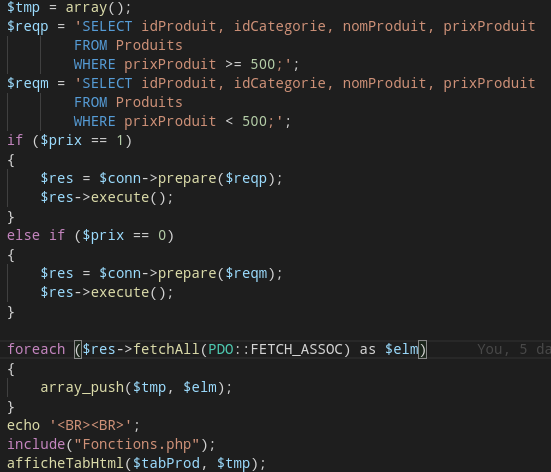 $tmp = array();
$reqp = 'SELECT idProduit, idCategorie, nomProduit, prixProduit
FROM Produits
WHERE prixProduit >= 500;';
$reqm = 'SELECT idProduit, idCategorie, nomProduit, prixProduit
FROM Produits
WHERE prixProduit < 500;';
if ($prix == 1)
{
$res = $conn->prepare($reqp);
$res->execute();
}
else if ($prix == 0)
{
$res = $conn->prepare($reqm);
$res->execute();
}
foreach ($res->fetchAll(PDO::FETCH_ASSOC) as $elm) You, 5 da
{
array_push($tmp, $elm);
}
echo '<BR><BR>';
include("Fonctions.php");
afficheTabHtml($tabProd, $tmp);